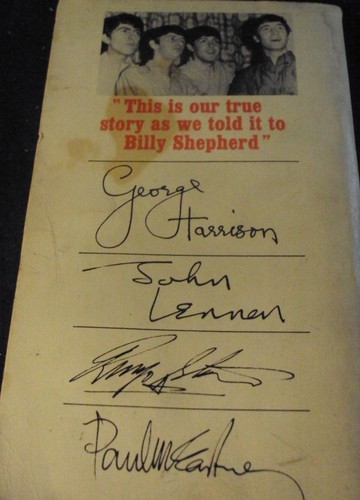 "This is our true
story as we told it to
Billy Shepherd"
George
Harrison
John
Lennon
Ringo Starr
Paul McCartney